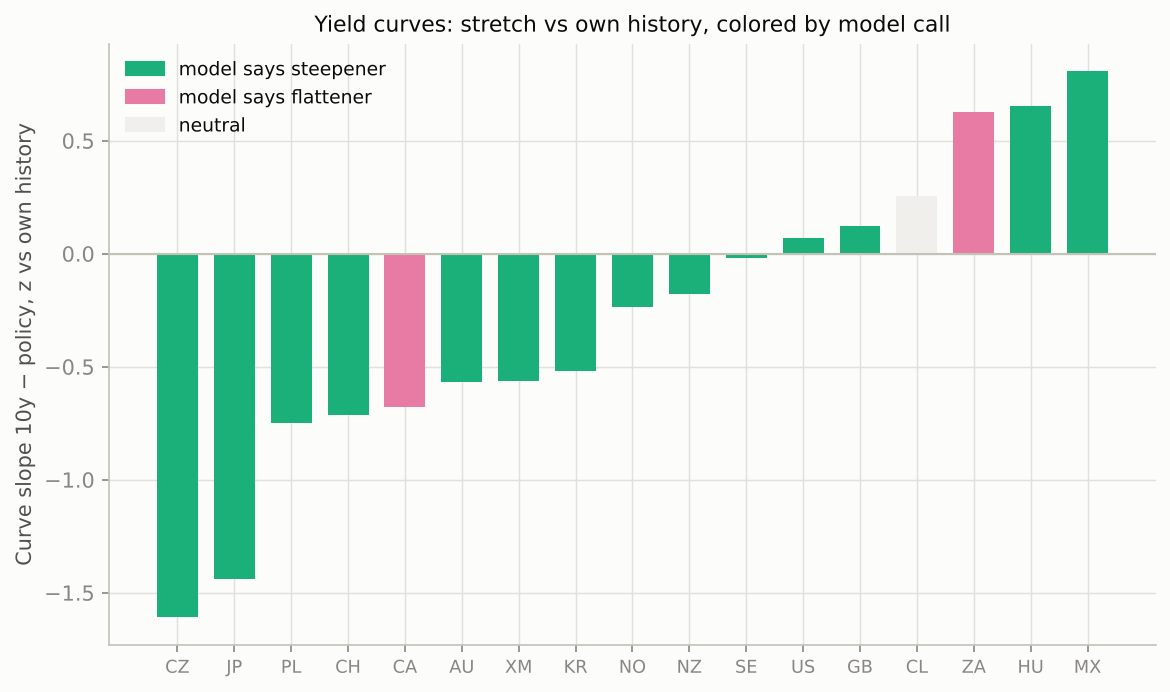 Yield curves: stretch vs own history, colored by model call
model says steepener
model says flattener
neutral
Curve slope 10y − policy, z vs own history
0.5
0.0
−0.5
−1.0
−1.5
CZ JP PL CH CA AU XM KR NO NZ SE US GB CL ZA HU MX